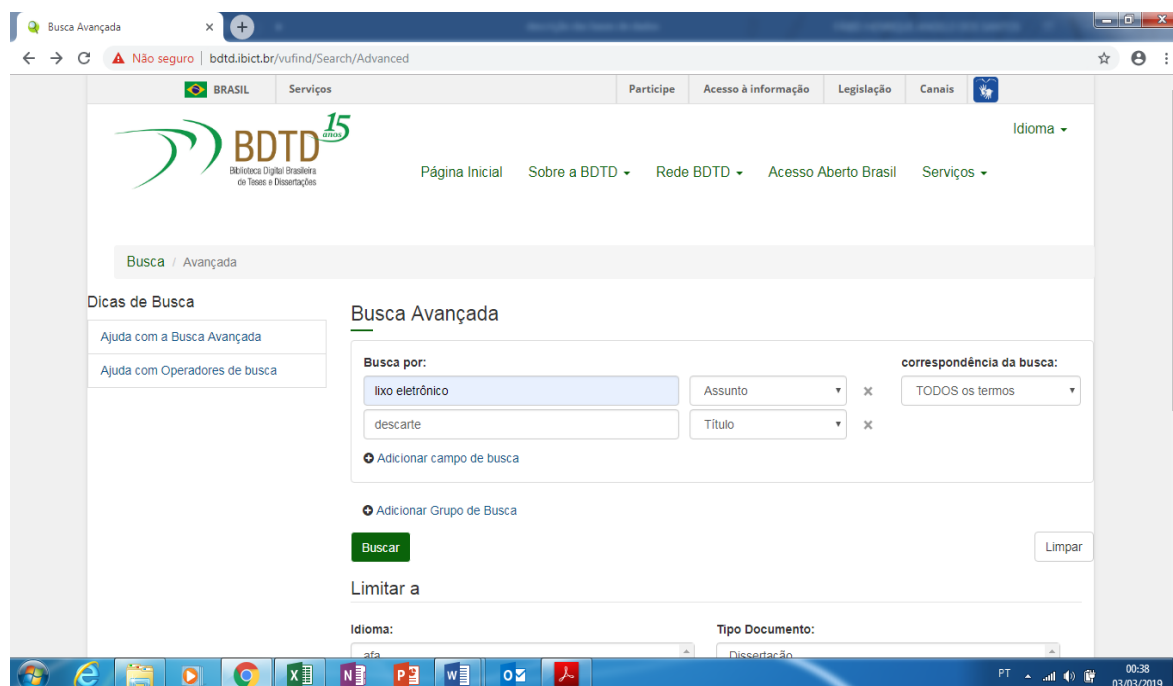 Busca Avançada
Não seguro | bdtd.ibict.br/vufind/Search/Advanced
BRASIL Serviços Participe Acesso à informação Legislação Canais
BDTD 15 anos
Biblioteca Digital Brasileira
de Teses e Dissertações
Idioma
Página Inicial Sobre a BDTD Rede BDTD Acesso Aberto Brasil Serviços
Busca / Avançada
Dicas de Busca
Ajuda com a Busca Avançada
Ajuda com Operadores de busca
Busca Avançada
Busca por: correspondência da busca:
lixo eletrônico Assunto TODOS os termos
descarte Título
Adicionar campo de busca
Adicionar Grupo de Busca
Buscar Limpar
Limitar a
Idioma: Tipo Documento:
afa Dissertação
PT 00:38
03/03/2019